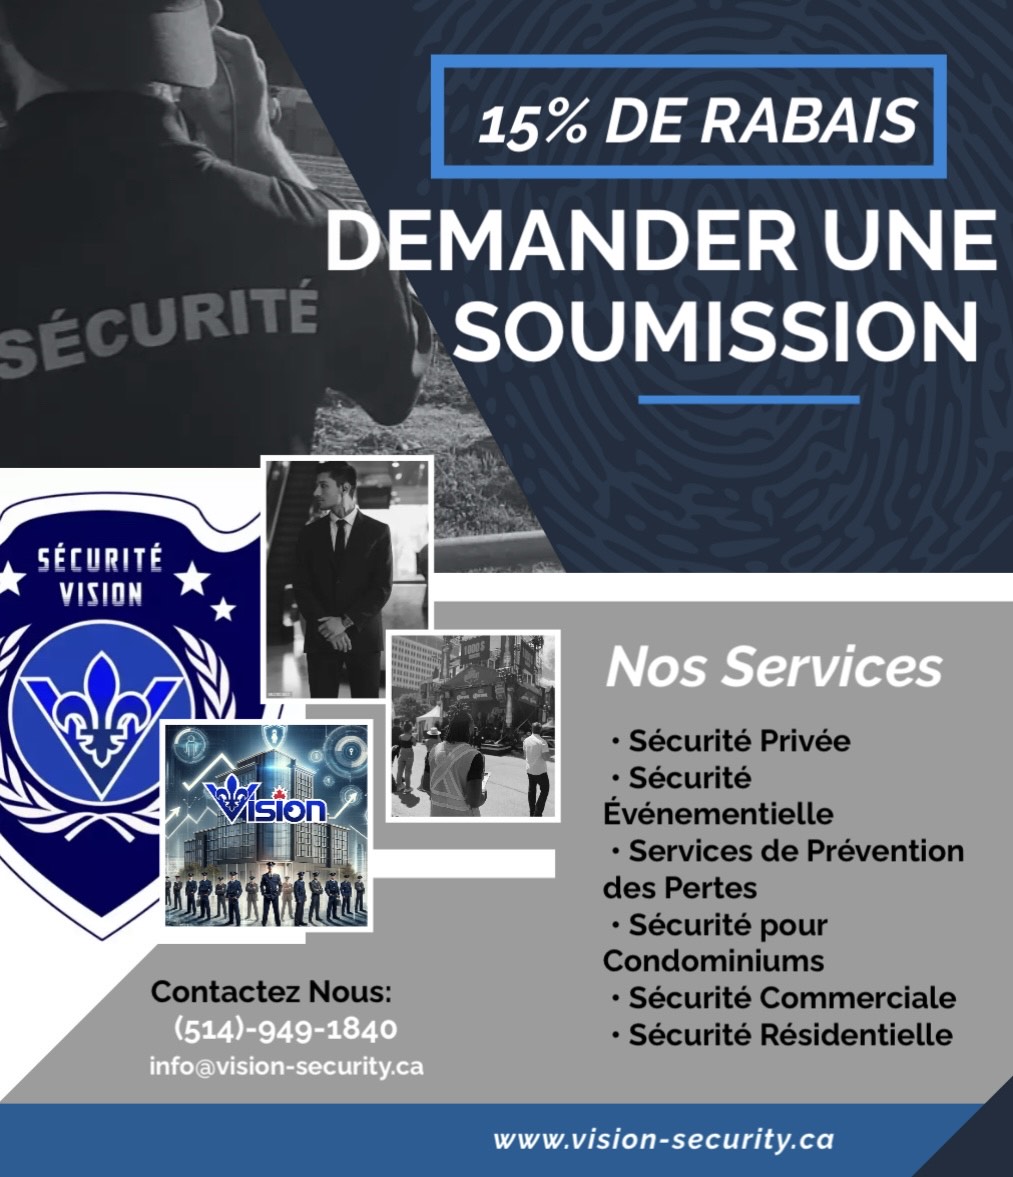 15% DE RABAIS
DEMANDER UNE
SOUMISSION
SÉCURITÉ
SÉCURITÉ
VISION
1000$
Vision
Nos Services
• Sécurité Privée
• Sécurité
Événementielle
• Services de Prévention
des Pertes
• Sécurité pour
Condominiums
• Sécurité Commerciale
• Sécurité Résidentielle
Contactez Nous:
(514)-949-1840
info@vision-security.ca
www.vision-security.ca